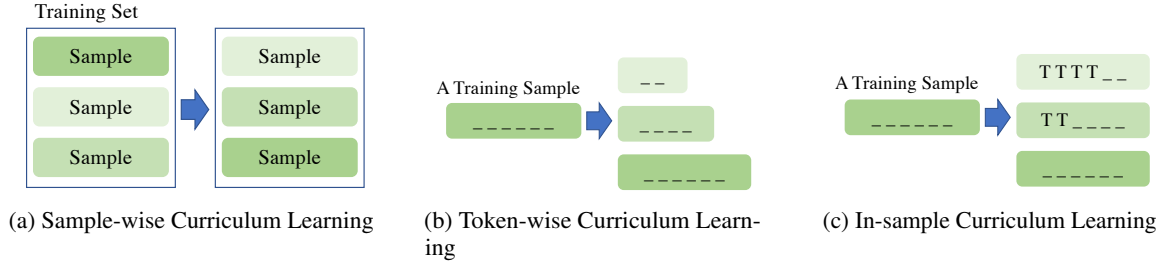 Training Set
Sample
Sample
Sample
Sample
Sample
Sample
(a) Sample-wise Curriculum Learning
A Training Sample
_ _ _ _ _ _
_ _
_ _ _ _
_ _ _ _ _ _
(b) Token-wise Curriculum Learn-
ing
A Training Sample
_ _ _ _ _ _
T T T T _ _
T T _ _ _ _
_ _ _ _ _ _
(c) In-sample Curriculum Learning